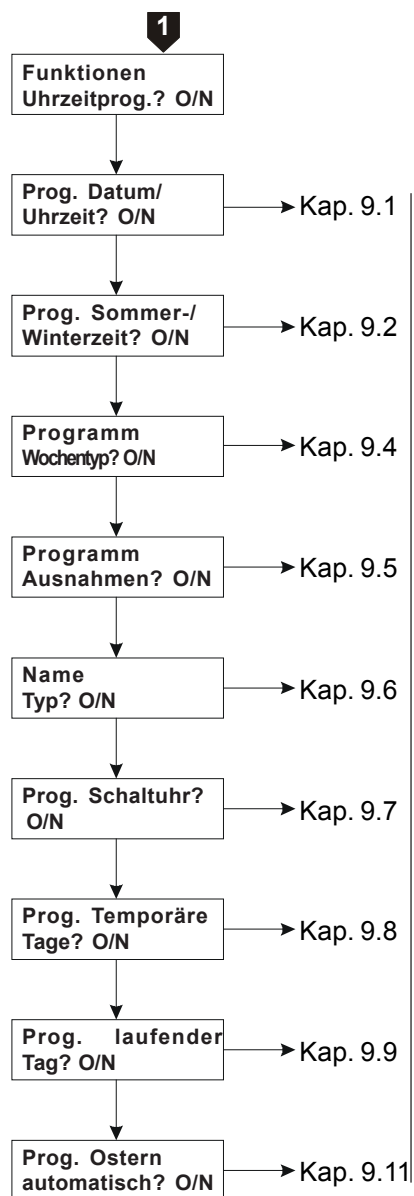 1
Funktionen
Uhrzeitprog.? O/N
Prog. Datum/
Uhrzeit? O/N
Kap. 9.1
Prog. Sommer-/
Winterzeit? O/N
Kap. 9.2
Programm
Wochentyp? O/N
Kap. 9.4
Programm
Ausnahmen? O/N
Kap. 9.5
Name
Typ? O/N
Kap. 9.6
Prog. Schaltuhr?
O/N
Kap. 9.7
Prog. Temporäre
Tage? O/N
Kap. 9.8
Prog. laufender
Tag? O/N
Kap. 9.9
Prog. Ostern
automatisch? O/N
Kap. 9.11